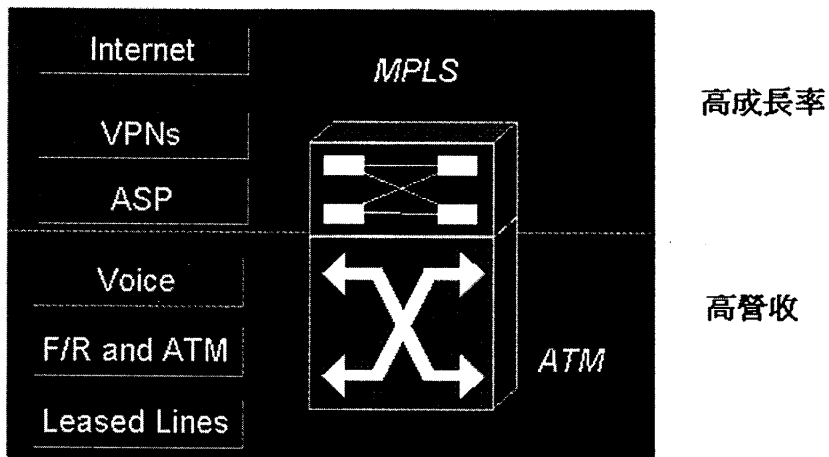 Internet
MPLS
高成長率
VPNs
ASP
Voice
高營收
F/R and ATM
ATM
Leased Lines